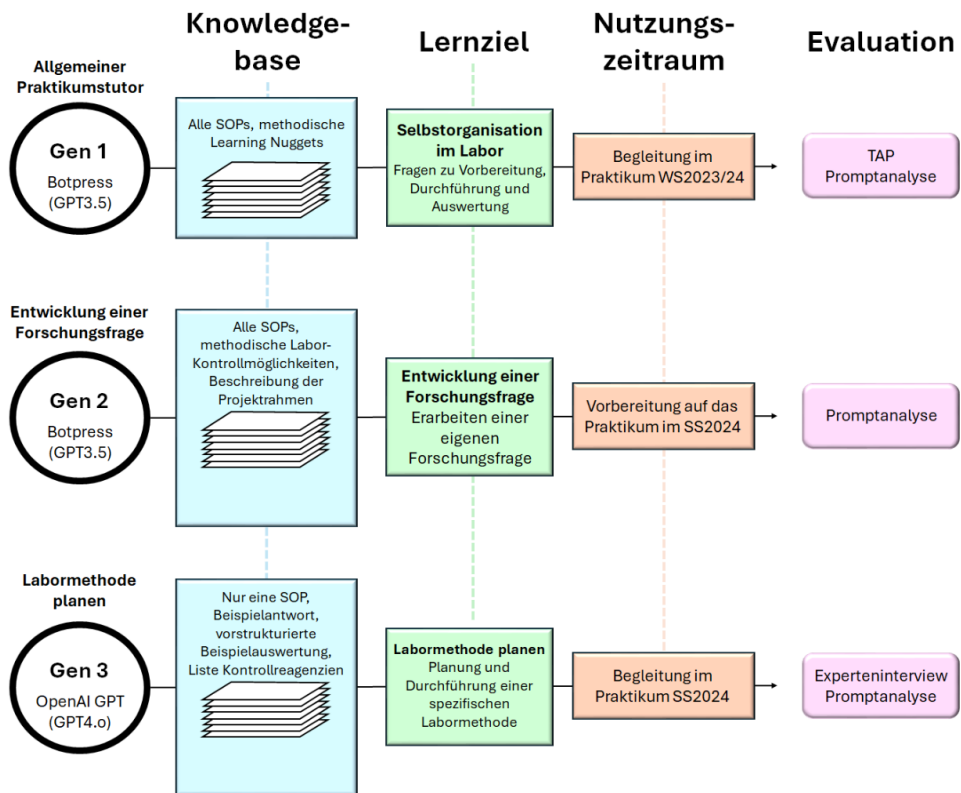 Knowledge-
base
Lernziel
Nutzungs-
zeitraum
Evaluation
Allgemeiner
Praktikumstutor
Gen 1
Botpress
(GPT3.5)
Alle SOPs, methodische
Learning Nuggets
Selbstorganisation
im Labor
Fragen zu Vorbereitung,
Durchführung und
Auswertung
Begleitung im
Praktikum WS2023/24
TAP
Promptanalyse
Entwicklung einer
Forschungsfrage
Gen 2
Botpress
(GPT3.5)
Alle SOPs,
methodische Labor-
Kontrollmöglichkeiten,
Beschreibung der
Projektrahmen
Entwicklung einer
Forschungsfrage
Erarbeiten einer
eigenen
Forschungsfrage
Vorbereitung auf das
Praktikum im SS2024
Promptanalyse
Labormethode
planen
Gen 3
OpenAI GPT
(GPT4.o)
Nur eine SOP,
Beispielantwort,
vorstrukturierte
Beispielauswertung,
Liste Kontrollreagenzien
Labormethode planen
Planung und
Durchführung einer
spezifischen
Labormethode
Begleitung im
Praktikum SS2024
Experteninterview
Promptanalyse